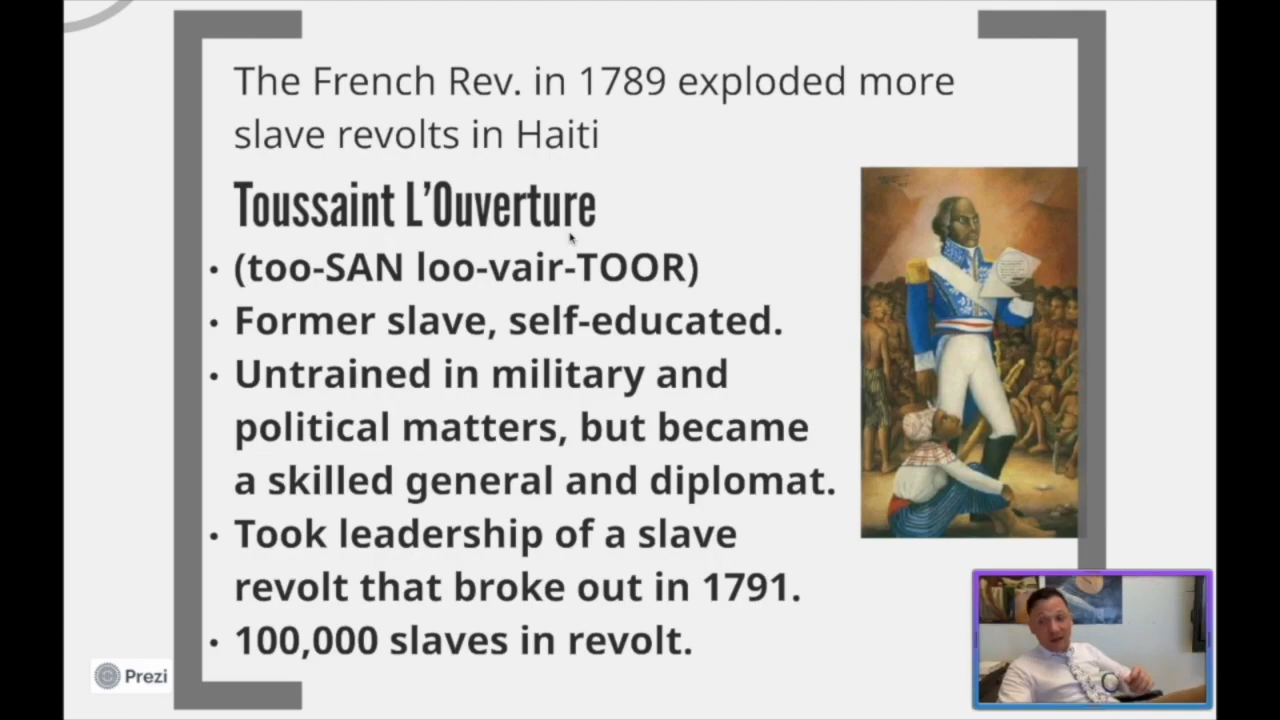 The French Rev. in 1789 exploded more
slave revolts in Haiti
Toussaint L’Ouverture
• (too-SAN loo-vair-TOOR)
• Former slave, self-educated.
• Untrained in military and
political matters, but became
a skilled general and diplomat.
• Took leadership of a slave
revolt that broke out in 1791.
• 100,000 slaves in revolt.
Prezi